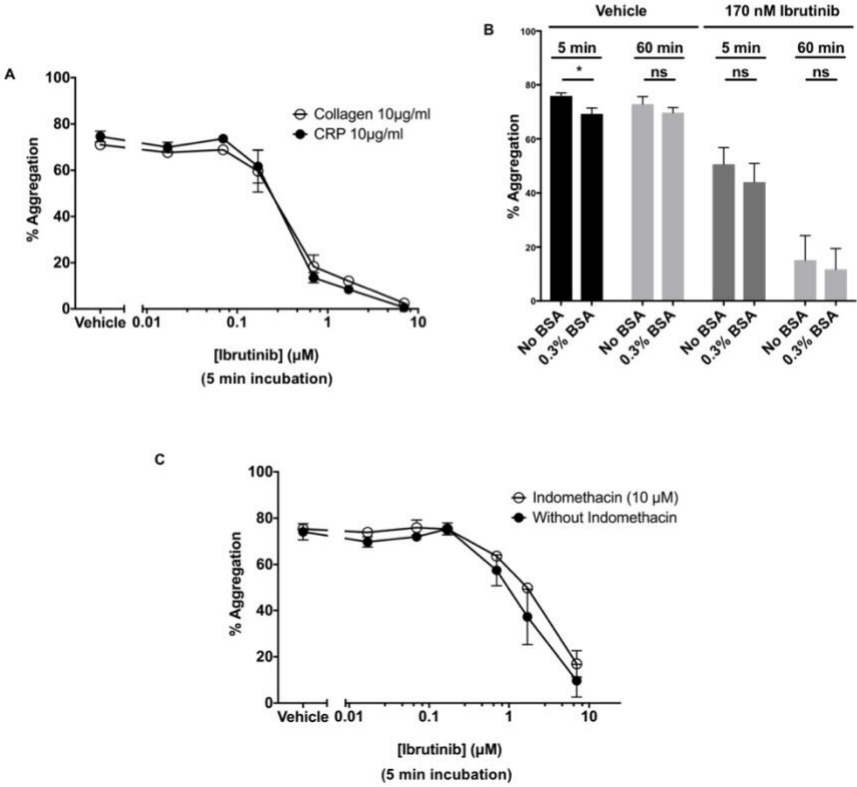 A
100
80
60
40
20
0
% Aggregation
Collagen 10µg/ml
CRP 10µg/ml
Vehicle 0.01 0.1 1 10
[Ibrutinib] (µM)
(5 min incubation)
B
Vehicle 170 nM Ibrutinib
5 min 60 min 5 min 60 min
* ns ns ns
100
80
60
40
20
0
% Aggregation
No BSA 0.3% BSA No BSA 0.3% BSA No BSA 0.3% BSA No BSA 0.3% BSA
C
100
80
60
40
20
0
% Aggregation
Indomethacin (10 µM)
Without Indomethacin
Vehicle 0.01 0.1 1 10
[Ibrutinib] (µM)
(5 min incubation)